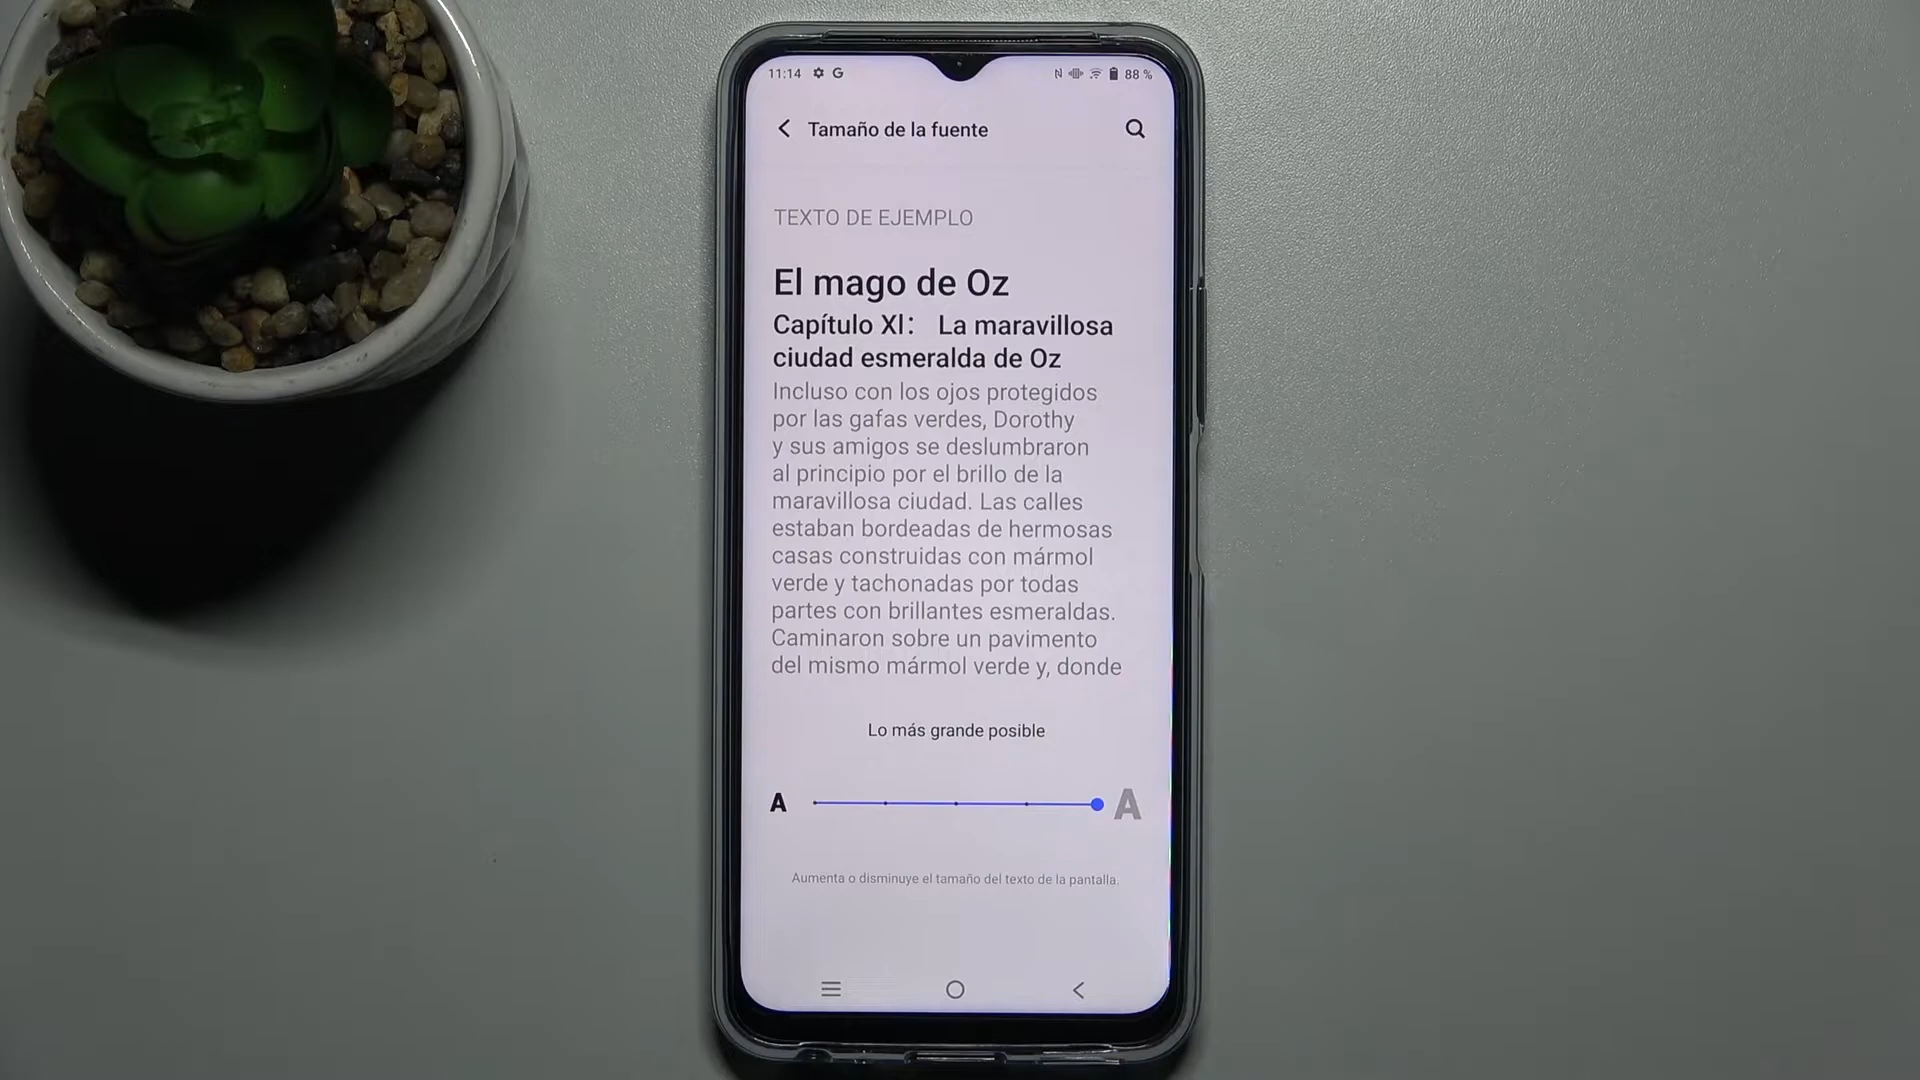 11:14 G 88 %
Tamaño de la fuente
TEXTO DE EJEMPLO
El mago de Oz
Capítulo Xl: La maravillosa
ciudad esmeralda de Oz
Incluso con los ojos protegidos
por las gafas verdes, Dorothy
y sus amigos se deslumbraron
al principio por el brillo de la
maravillosa ciudad. Las calles
estaban bordeadas de hermosas
casas construidas con mármol
verde y tachonadas por todas
partes con brillantes esmeraldas.
Caminaron sobre un pavimento
del mismo mármol verde y, donde
Lo más grande posible
A A
Aumenta o disminuye el tamaño del texto de la pantalla.